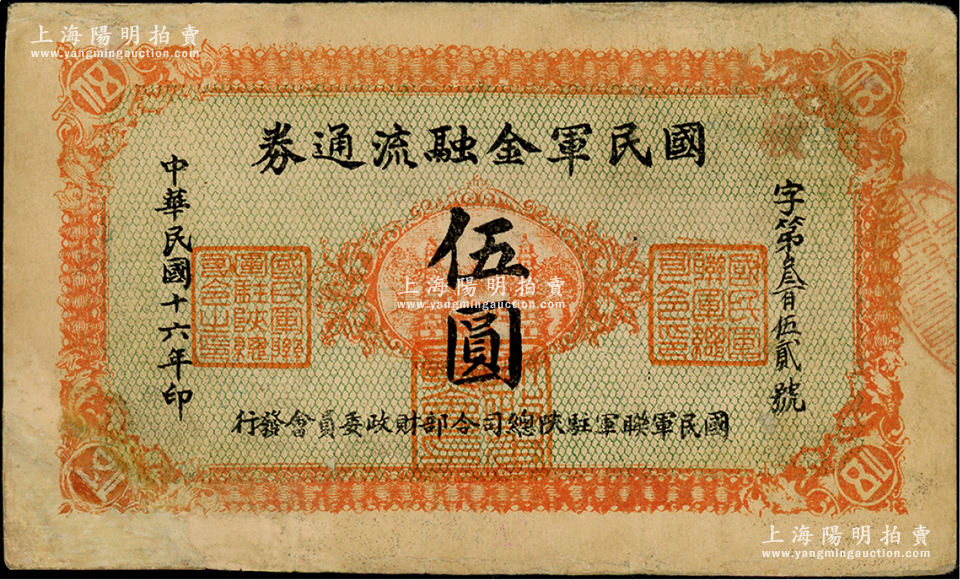 上海陽明拍賣
www.yangmingauction.com
國民軍金融流通券
字第叁百伍貳號
伍圓
中華民國十六年印
國民軍聯軍駐陝總司令部財政委員會發行
上海陽明拍賣
www.yangmingauction.com
上海陽明拍賣
www.yangmingauction.com